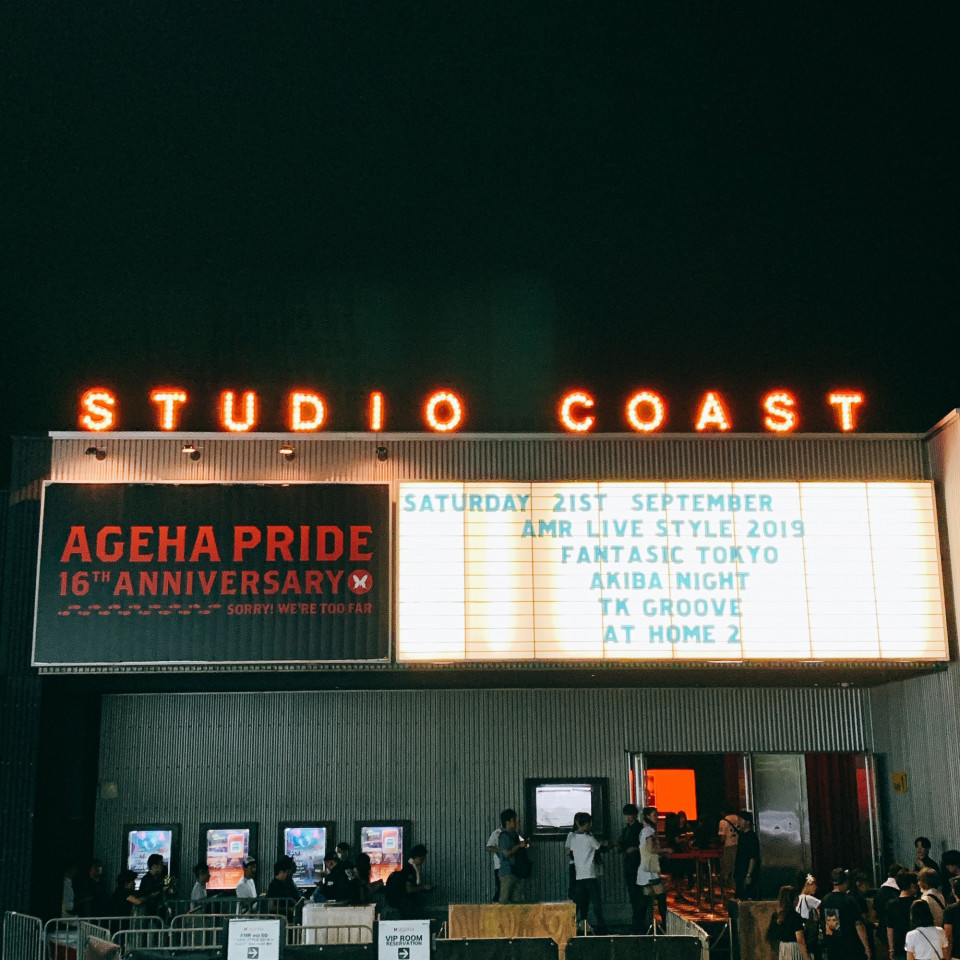 STUDIO COAST
AGEHA PRIDE
16TH ANNIVERSARY
SORRY! WE'RE TOO FAR
SATURDAY 21ST SEPTEMBER
AMR LIVE STYLE 2019
FANTASIC TOKYO
AKIBA NIGHT
TK GROOVE
AT HOME 2
VIP ROOM
RESERVATION